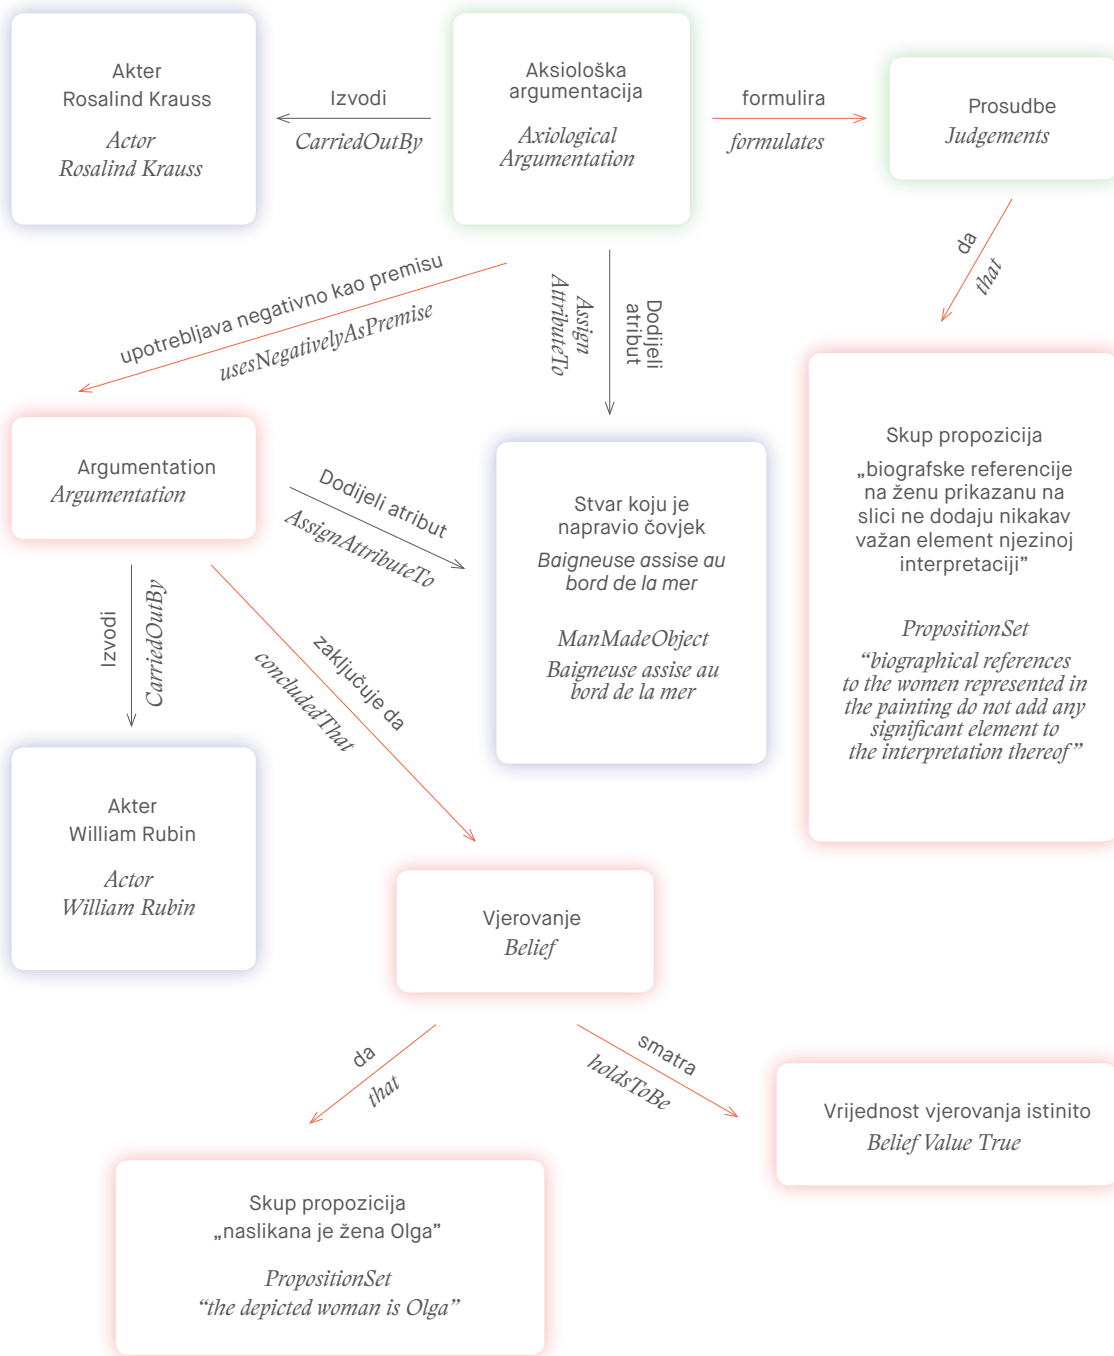 Akter
Rosalind Krauss
Actor
Rosalind Krauss
Izvodi
CarriedOutBy
Aksiološka
argumentacija
Axiological
Argumentation
formulira
formulates
Prosudbe
Judgements
da
that
upotrebljava negativno kao premisu
usesNegativelyAsPremise
Dodijeli
atribut
Assign
AttributeTo
Argumentation
Argumentation
Dodijeli atribut
AssignAttributeTo
Stvar koju je
napravio čovjek
Baigneuse assise au
bord de la mer
ManMadeObject
Baigneuse assise au
bord de la mer
Skup propozicija
„biografske referencije
na ženu prikazanu na
slici ne dodaju nikakav
važan element njezinoj
interpretaciji”
PropositionSet
“biographical references
to the women represented in
the painting do not add any
significant element to
the interpretation thereof”
Izvodi
CarriedOutBy
zaključuje da
concludedThat
Akter
William Rubin
Actor
William Rubin
Vjerovanje
Belief
da
that
smatra
holdsToBe
Vrijednost vjerovanja istinito
Belief Value True
Skup propozicija
„naslikana je žena Olga”
PropositionSet
“the depicted woman is Olga”